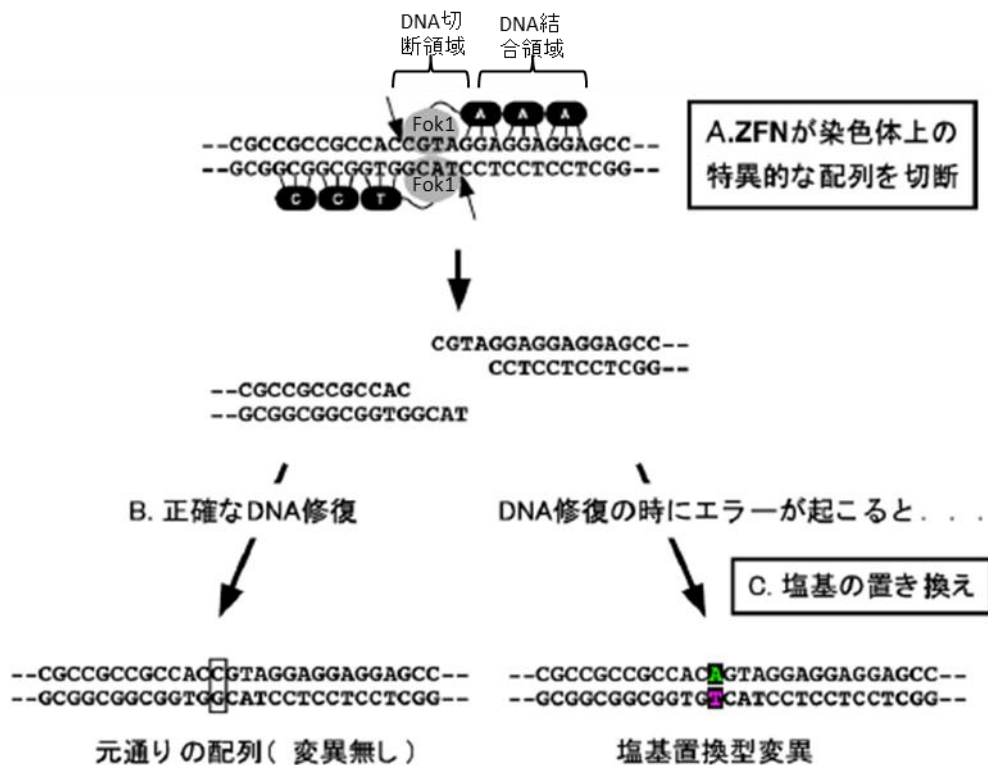 DNA切
断領域
DNA結
合領域
Fok1
A A A
--CGCCGCCGCCACCGTAGGAGGAGGAGCC--
--GCGGCGGCGGTGGCATCCTCCTCCTCGG--
Fok1
C C T
A.ZFNが染色体上の
特異的な配列を切断
CGTAGGAGGAGGAGCC--
CCTCCTCCTCGG--
--CGCCGCCGCCAC
--GCGGCGGCGGTGGCAT
B. 正確なDNA修復
DNA修復の時にエラーが起こると. . .
C. 塩基の置き換え
--CGCCGCCGCCACCGTAGGAGGAGGAGCC--
--GCGGCGGCGGTGGCATCCTCCTCCTCGG--
元通りの配列( 変異無し)
--CGCCGCCGCCACAGTAGGAGGAGGAGCC--
--GCGGCGGCGGTGTCATCCTCCTCCTCGG--
塩基置換型変異